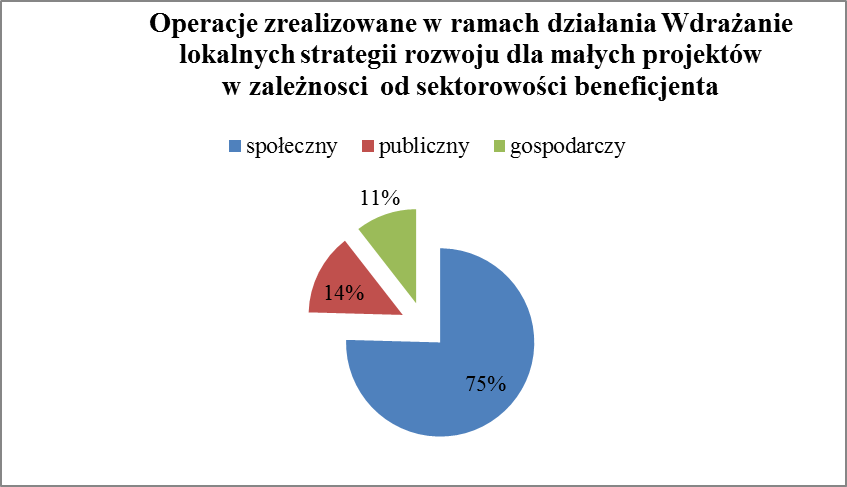 Operacje zrealizowane w ramach działania Wdrażanie
lokalnych strategii rozwoju dla małych projektów
w zależnosci od sektorowości beneficjenta
społeczny publiczny gospodarczy
11%
14%
75%